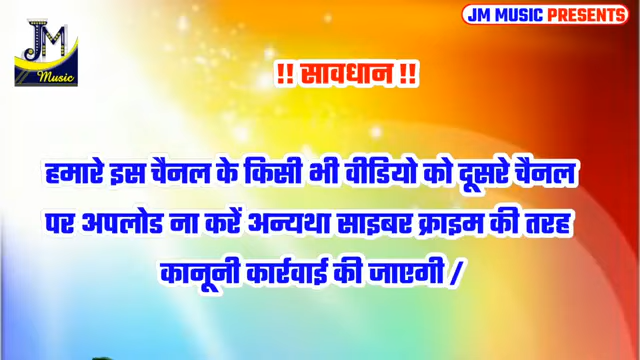 JM
Music
JM MUSIC PRESENTS
!! सावधान !!
हमारे इस चैनल के किसी भी वीडियो को दूसरे चैनल
पर अपलोड ना करें अन्यथा साइबर क्राइम की तरह
कानूनी कार्रवाई की जाएगी /